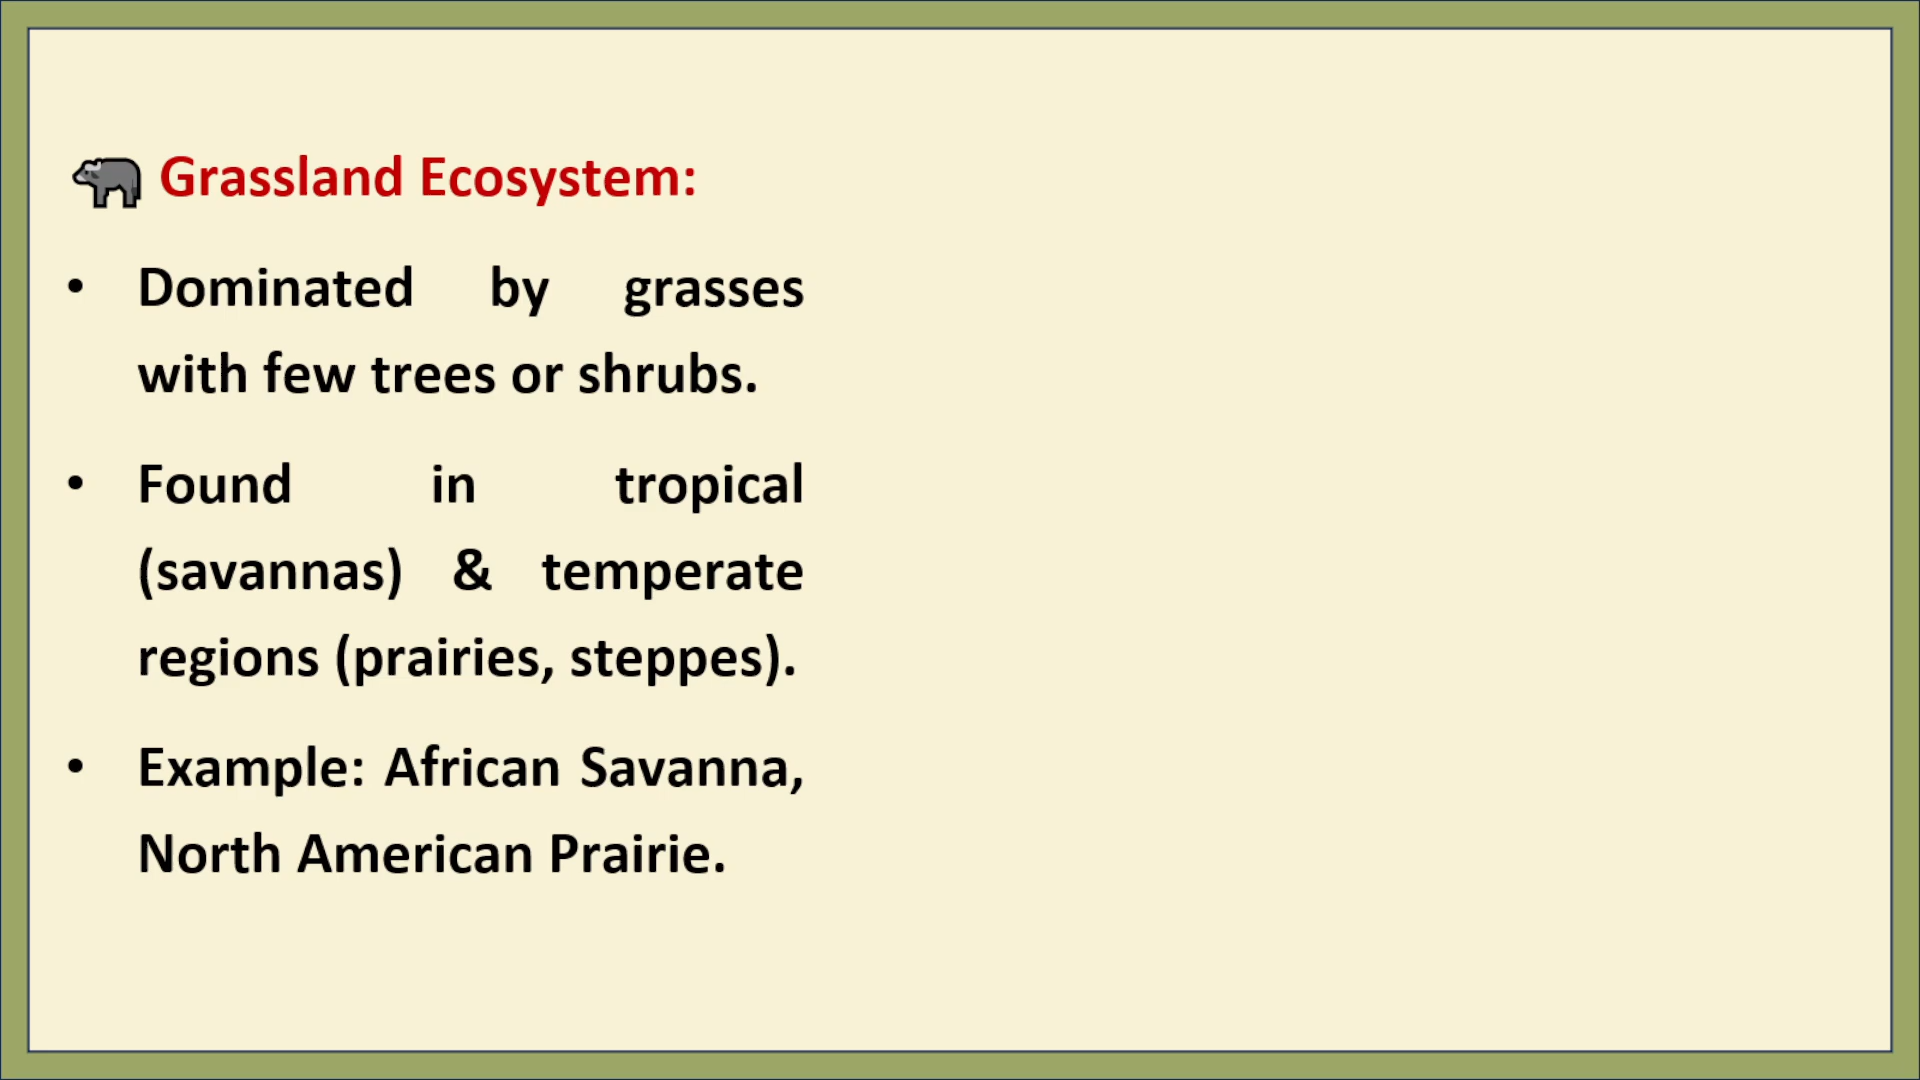 Grassland Ecosystem:
• Dominated by grasses
with few trees or shrubs.
• Found in tropical
(savannas) & temperate
regions (prairies, steppes).
• Example: African Savanna,
North American Prairie.